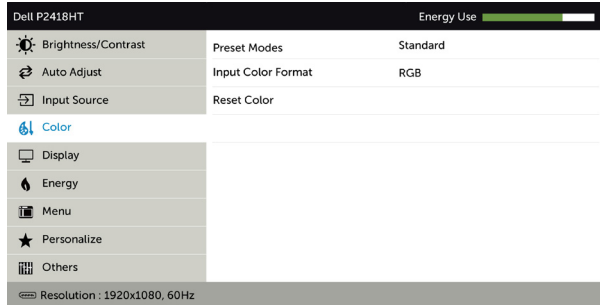 Dell P2418HT
Energy Use
Brightness/Contrast
Auto Adjust
Input Source
Color
Display
Energy
Menu
Personalize
Others
Preset Modes Standard
Input Color Format RGB
Reset Color
Resolution : 1920x1080, 60Hz